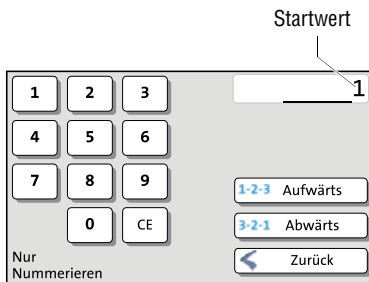 Startwert
1 2 3 1
4 5 6
7 8 9 1-2-3 Aufwärts
0 CE 3-2-1 Abwärts
Nur
Nummerieren Zurück